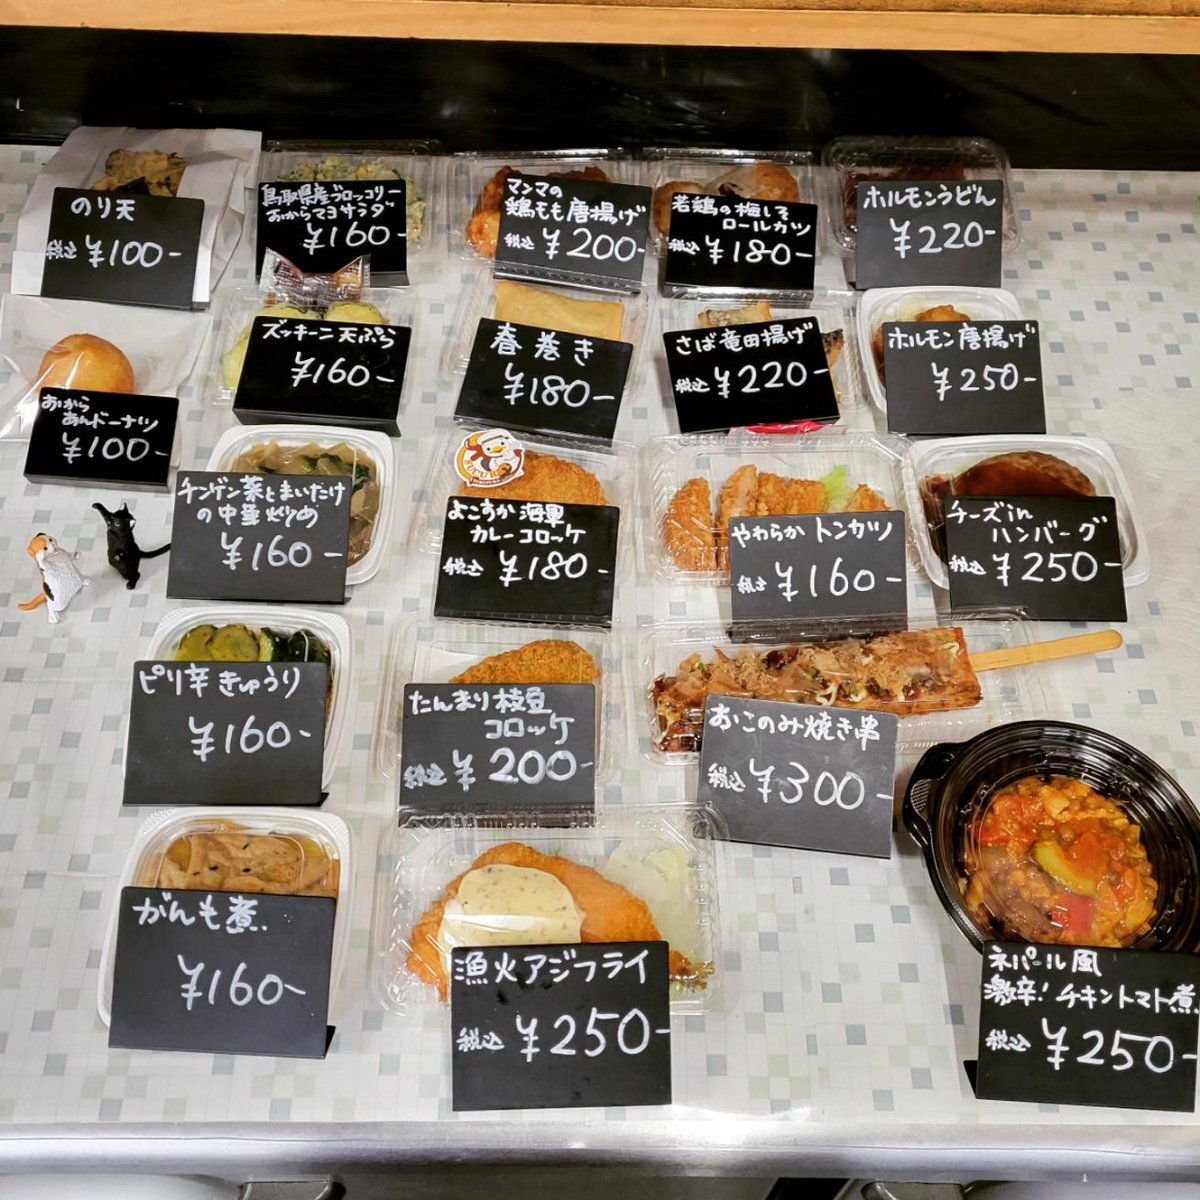 のり天
税込 ¥100-
鳥取県産ブロッコリー
おからマヨサラダ
¥160-
マンマの
鶏もも唐揚げ
税込 ¥200-
若鶏の梅しそ
ロールカツ
税込 ¥180-
ホルモンうどん
¥220-
おから
あんドーナツ
¥100-
ズッキーニ天ぷら
¥160-
春巻き
¥180-
さば竜田揚げ
税込 ¥220-
ホルモン唐揚げ
¥250-
チンゲン菜とまいたけ
の中華炒め
¥160-
よこすか海軍
カレーコロッケ
税込 ¥180-
やわらかトンカツ
税込 ¥160-
チーズin
ハンバーグ
税込 ¥250-
ピリ辛きゅうり
¥160-
たんまり枝豆
コロッケ
税込 ¥200-
おこのみ焼き串
税込 ¥300-
がんも煮
¥160-
漁火アジフライ
税込 ¥250-
ネパール風
激辛!チキントマト煮
税込 ¥250-